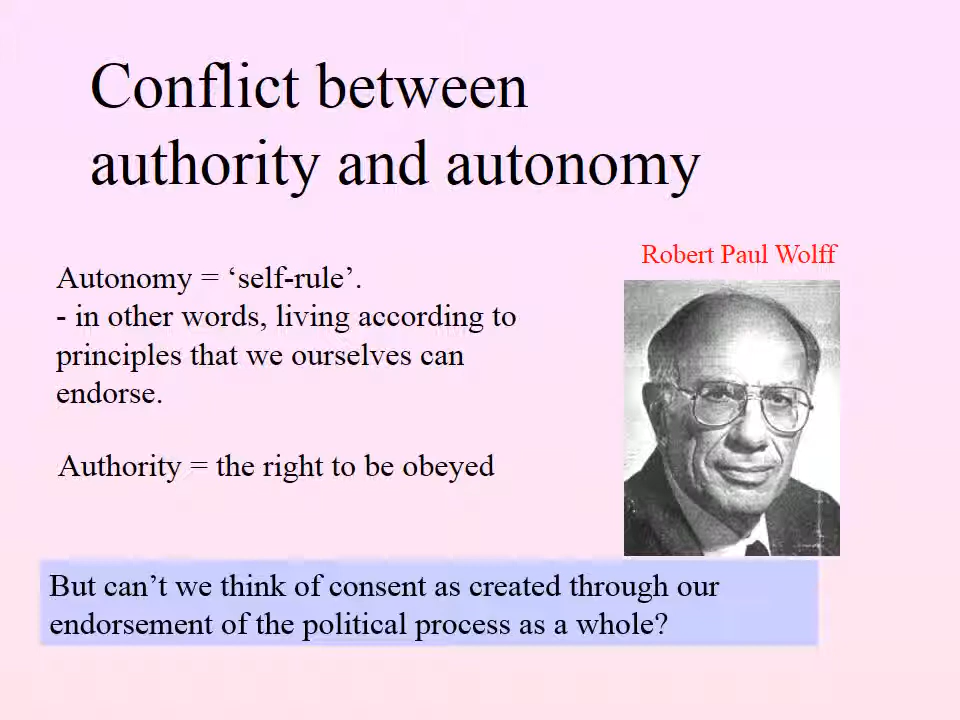 Conflict between
authority and autonomy
Robert Paul Wolff
Autonomy = ‘self-rule’.
- in other words, living according to
principles that we ourselves can
endorse.
Authority = the right to be obeyed
But can’t we think of consent as created through our
endorsement of the political process as a whole?